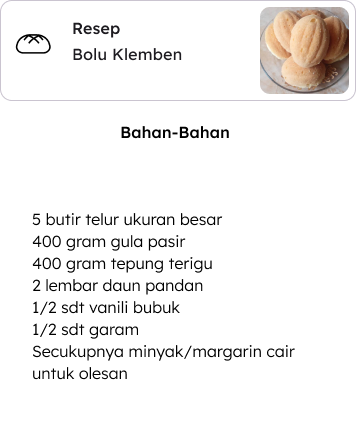 Resep
Bolu Klemben
Bahan-Bahan
5 butir telur ukuran besar
400 gram gula pasir
400 gram tepung terigu
2 lembar daun pandan
1/2 sdt vanili bubuk
1/2 sdt garam
Secukupnya minyak/margarin cair
untuk olesan